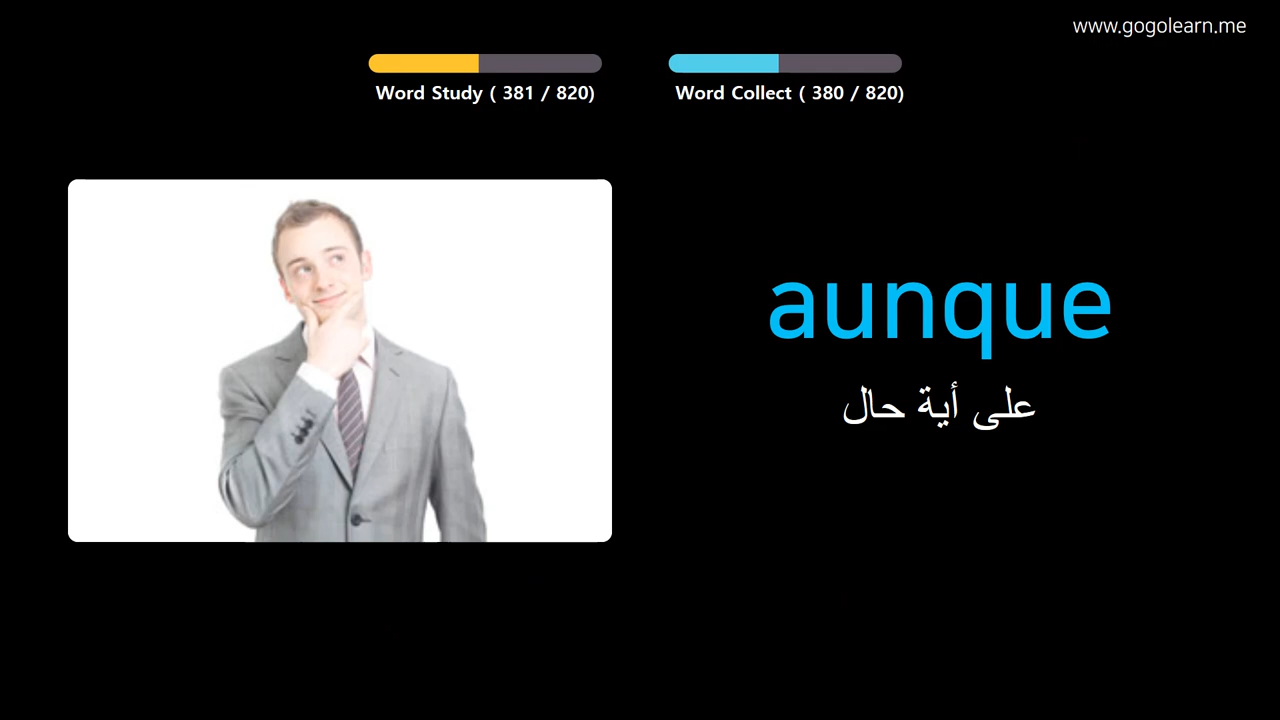 www.gogolearn.me
Word Study ( 381 / 820)
Word Collect ( 380 / 820)
aunque
على أية حال